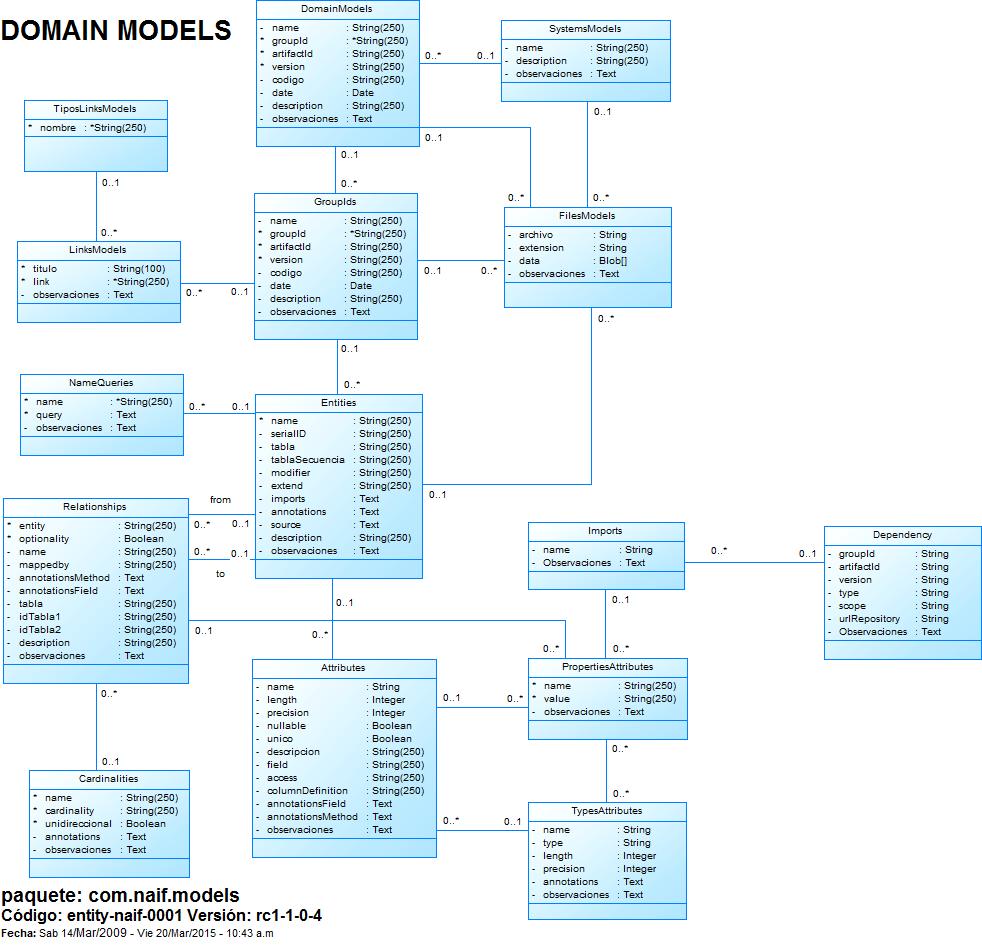 DOMAIN MODELS
DomainModels
- name : String(250)
* groupId : *String(250)
* artifactId : String(250)
* version : String(250)
- codigo : String(250)
- date : Date
- description : String(250)
- observaciones : Text
0..* 0..1
SystemsModels
- name : String(250)
- description : String(250)
- observaciones : Text
0..1
0..*
0..1
0..*
0..1
0..*
TiposLinksModels
* nombre : *String(250)
0..1
0..*
LinksModels
* titulo : String(100)
* link : *String(250)
- observaciones : Text
0..* 0..1
GroupIds
- name : String(250)
* groupId : *String(250)
- artifactId : String(250)
* version : String(250)
- codigo : String(250)
- date : Date
- description : String(250)
- observaciones : Text
0..1 0..*
FilesModels
- archivo : String
- extension : String
- data : Blob[]
- observaciones : Text
0..*
0..1
0..1
0..*
NameQueries
* name : *String(250)
* query : Text
- observaciones : Text
0..* 0..1
Entities
* name : String(250)
- serialID : String(250)
- tabla : String(250)
- tablaSecuencia : String(250)
- modifier : String(250)
- extend : String(250)
- imports : Text
- annotations : Text
- source : Text
- description : String(250)
- observaciones : Text
from
0..* 0..1
0..* 0..1
to
Relationships
* entity : String(250)
* optionality : Boolean
- name : String(250)
- mappedby : String(250)
- annotationsMethod : Text
- annotationsField : Text
- tabla : String(250)
- idTabla1 : String(250)
- idTabla2 : String(250)
- description : String(250)
- observaciones : Text
0..1
0..*
0..*
0..1
0..1
0..*
Imports
- name : String
- Observaciones : Text
0..* 0..1
0..1
0..*
Dependency
- groupId : String
- artifactId : String
- version : String
- type : String
- scope : String
- urlRepository : String
- Observaciones : Text
Attributes
- name : String
- length : Integer
- precision : Integer
- nullable : Boolean
- unico : Boolean
- descripcion : String(250)
- field : String(250)
- access : String(250)
- columnDefinition : String(250)
- annotationsField : Text
- annotationsMethod : Text
- observaciones : Text
0..1 0..*
0..* 0..1
PropertiesAttributes
* name : String(250)
* value : String(250)
- observaciones : Text
0..*
0..*
TypesAttributes
- name : String
- type : String
- length : Integer
- precision : Integer
- annotations : Text
- observaciones : Text
Cardinalities
* name : String(250)
* cardinality : String(250)
* unidireccional : Boolean
- annotations : Text
- observaciones : Text
paquete: com.naif.models
Código: entity-naif-0001 Versión: rc1-1-0-4
Fecha: Sab 14/Mar/2009 - Vie 20/Mar/2015 - 10:43 a.m